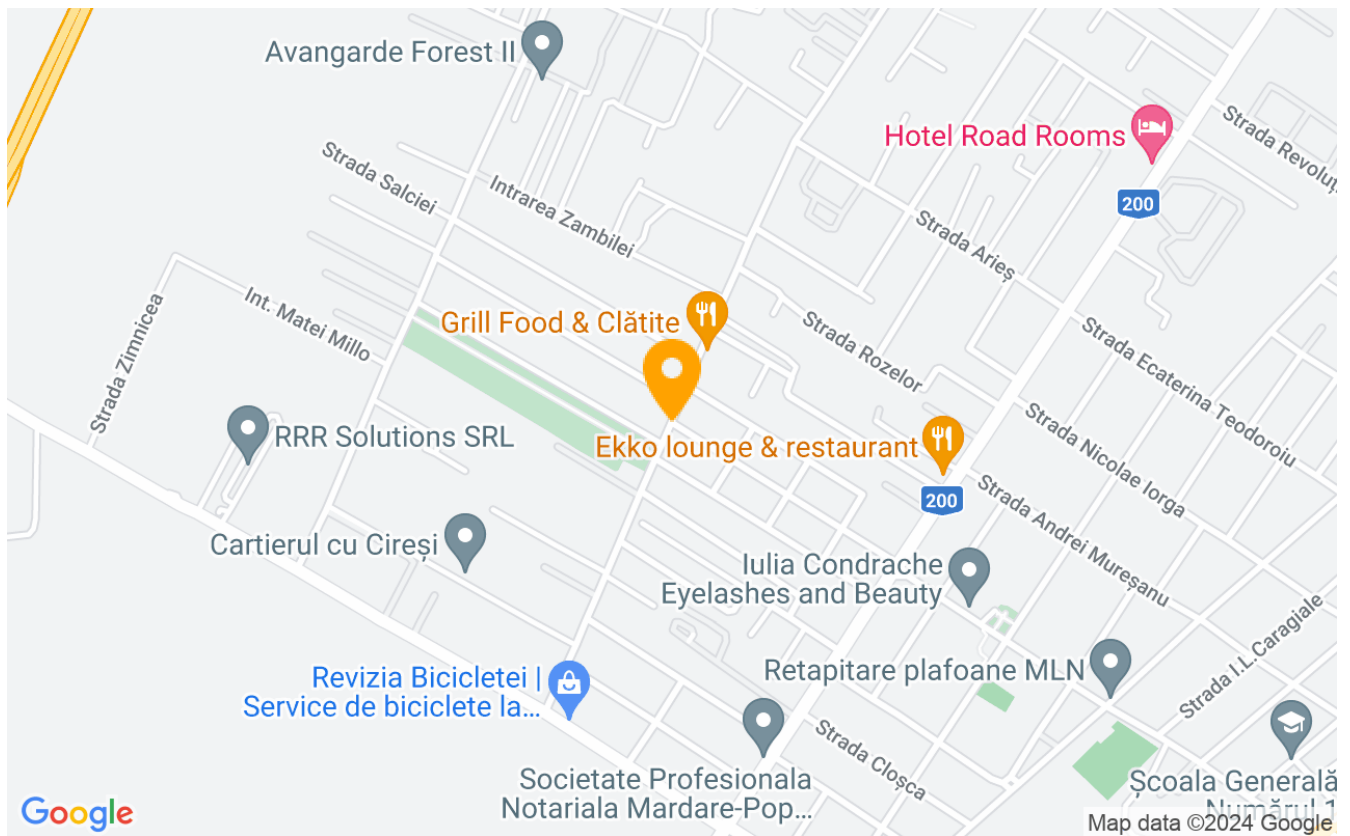 Avangarde Forest II
Hotel Road Rooms
Strada Revoluț
Strada Salciei
Intrarea Zambilei
200
Strada Arieș
Strada Zimnicea
Int. Matei Millo
Grill Food & Clătite
Strada Rozelor
Strada Ecaterina Teodoroiu
RRR Solutions SRL
Ekko lounge & restaurant
Strada Nicolae Iorga
200
Strada Andrei Mureșanu
Cartierul cu Cireși
Iulia Condrache
Eyelashes and Beauty
Strada I.L.Caragiale
Retapitare plafoane MLN
Revizia Bicicletei |
Service de biciclete la...
Strada Cloșca
Societate Profesionala
Notariala Mardare-Pop...
Școala Generală
Numărul 1
Google
Map data ©2024 Google